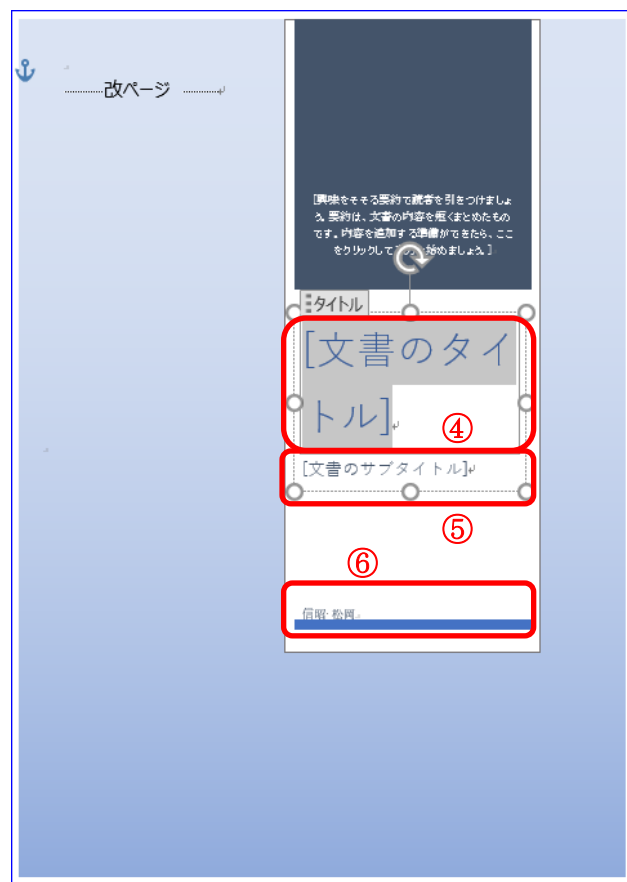 改ページ
[興味をそそる要約で読者を引きつけましょ
う。要約は、文書の内容を短くまとめたもの
です。内容を追加する準備ができたら、ここ
をクリックして 始めましょう。]
タイトル
[文書のタイ
トル]
④
[文書のサブタイトル]
⑤
⑥
信昭 松岡